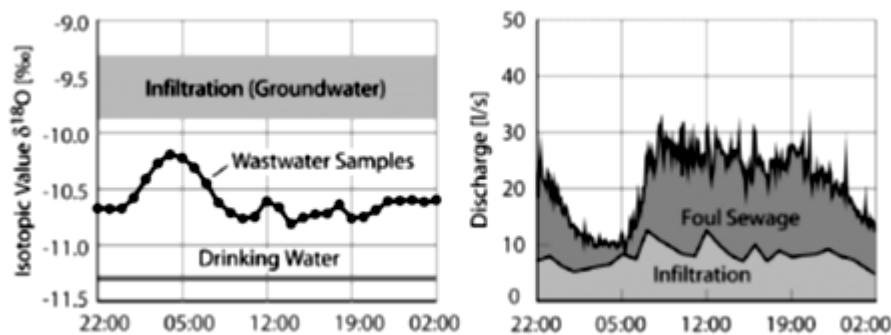 Isotopic Value δ18O [‰]
-9.0
-9.5
-10.0
-10.5
-11.0
-11.5
Infiltration (Groundwater)
Wastwater Samples
Drinking Water
22:00 05:00 12:00 19:00 02:00
Discharge [l/s]
50
40
30
20
10
0
Foul Sewage
Infiltration
22:00 05:00 12:00 19:00 02:00